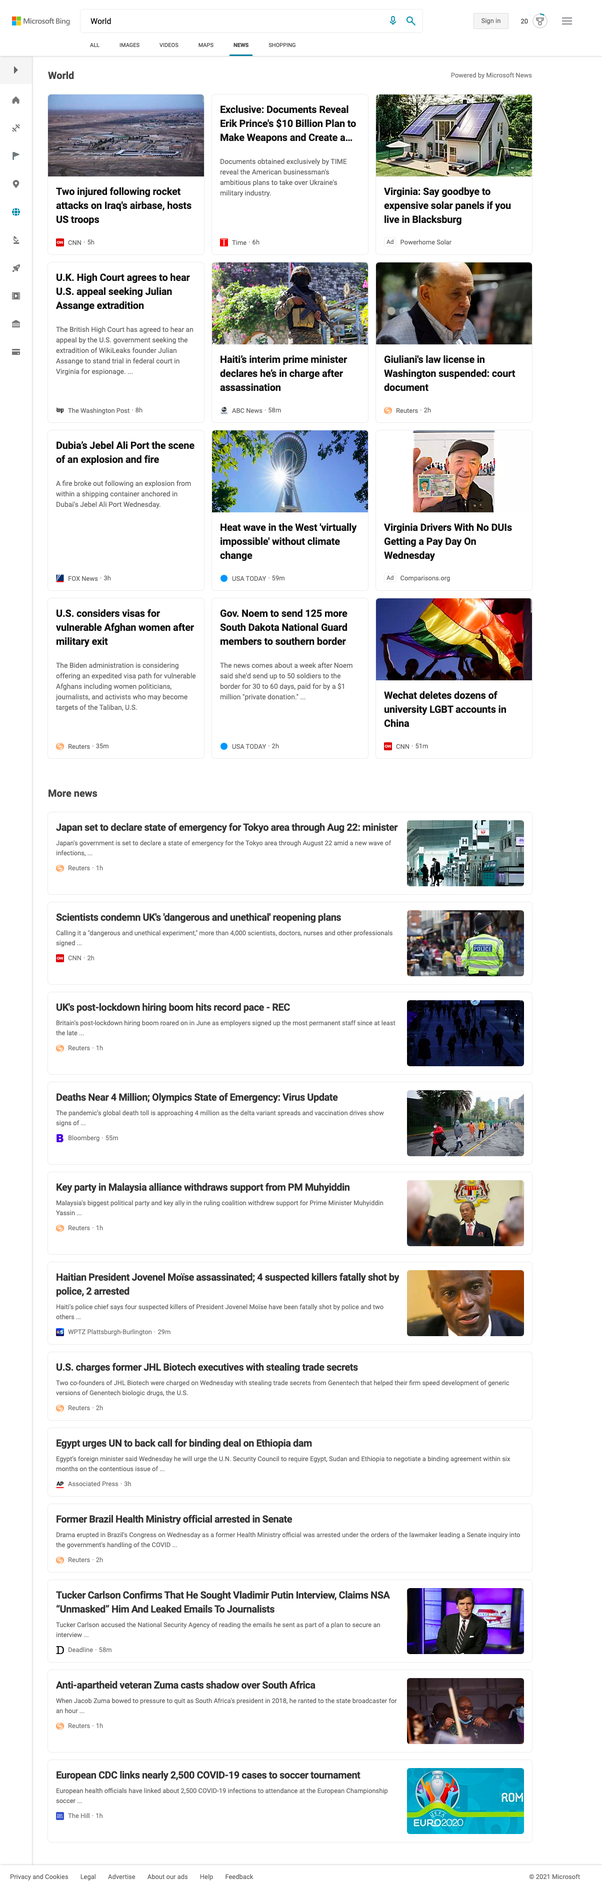 Microsoft Bing
World
Sign in
20
ALL
IMAGES
VIDEOS
MAPS
NEWS
SHOPPING
World
Powered by Microsoft News
Two injured following rocket
attacks on Iraq's airbase, hosts
US troops
CNN · 5h
Exclusive: Documents Reveal
Erik Prince's $10 Billion Plan to
Make Weapons and Create a...
Documents obtained exclusively by TIME
reveal the American businessman's
ambitious plans to take over Ukraine's
military industry.
Time · 6h
Virginia: Say goodbye to
expensive solar panels if you
live in Blacksburg
Ad Powerhome Solar
U.K. High Court agrees to hear
U.S. appeal seeking Julian
Assange extradition
The British High Court has agreed to hear an
appeal by the U.S. government seeking the
extradition of WikiLeaks founder Julian
Assange to stand trial in federal court in
Virginia for espionage. ...
wp The Washington Post · 8h
Haiti's interim prime minister
declares he's in charge after
assassination
ABC News · 58m
Giuliani's law license in
Washington suspended: court
document
Reuters · 2h
Dubia's Jebel Ali Port the scene
of an explosion and fire
A fire broke out following an explosion from
within a shipping container anchored in
Dubai's Jebel Ali Port Wednesday.
FOX News · 3h
Heat wave in the West 'virtually
impossible' without climate
change
USA TODAY · 59m
Virginia Drivers With No DUIs
Getting a Pay Day On
Wednesday
Ad Comparisons.org
U.S. considers visas for
vulnerable Afghan women after
military exit
The Biden administration is considering
offering an expedited visa path for vulnerable
Afghans including women politicians,
journalists, and activists who may become
targets of the Taliban, U.S.
Reuters · 35m
Gov. Noem to send 125 more
South Dakota National Guard
members to southern border
The news comes about a week after Noem
said she'd send up to 50 soldiers to the
border for 30 to 60 days, paid for by a $1
million "private donation." ...
USA TODAY · 2h
Wechat deletes dozens of
university LGBT accounts in
China
CNN · 51m
More news
Japan set to declare state of emergency for Tokyo area through Aug 22: minister
Japan's government is set to declare a state of emergency for the Tokyo area through August 22 amid a new wave of
infections, ...
Reuters · 1h
Scientists condemn UK's 'dangerous and unethical' reopening plans
Calling it a "dangerous and unethical experiment," more than 4,000 scientists, doctors, nurses and other professionals
signed ...
CNN · 2h
POLICE
UK's post-lockdown hiring boom hits record pace - REC
Britain's post-lockdown hiring boom roared on in June as employers signed up the most permanent staff since at least
the late ...
Reuters · 1h
Deaths Near 4 Million; Olympics State of Emergency: Virus Update
The pandemic's global death toll is approaching 4 million as the delta variant spreads and vaccination drives show
signs of ...
B Bloomberg · 55m
Key party in Malaysia alliance withdraws support from PM Muhyiddin
Malaysia's biggest political party and key ally in the ruling coalition withdrew support for Prime Minister Muhyiddin
Yassin ...
Reuters · 1h
Haitian President Jovenel Moïse assassinated; 4 suspected killers fatally shot by
police, 2 arrested
Haiti's police chief says four suspected killers of President Jovenel Moïse have been fatally shot by police and two
others ...
WPTZ Plattsburgh-Burlington · 29m
U.S. charges former JHL Biotech executives with stealing trade secrets
Two co-founders of JHL Biotech were charged on Wednesday with stealing trade secrets from Genentech that helped their firm speed development of generic
versions of Genentech biologic drugs, the U.S.
Reuters · 2h
Egypt urges UN to back call for binding deal on Ethiopia dam
Egypt's foreign minister said Wednesday he will urge the U.N. Security Council to require Egypt, Sudan and Ethiopia to negotiate a binding agreement within six
months on the contentious issue of ...
AP Associated Press · 3h
Former Brazil Health Ministry official arrested in Senate
Drama erupted in Brazil's Congress on Wednesday as a former Health Ministry official was arrested under the orders of the lawmaker leading a Senate inquiry into
the government's handling of the COVID ...
Reuters · 2h
Tucker Carlson Confirms That He Sought Vladimir Putin Interview, Claims NSA
"Unmasked" Him And Leaked Emails To Journalists
Tucker Carlson accused the National Security Agency of reading the emails he sent as part of a plan to secure an
interview ...
D Deadline · 58m
Anti-apartheid veteran Zuma casts shadow over South Africa
When Jacob Zuma bowed to pressure to quit as South Africa's president in 2018, he ranted to the state broadcaster for
an hour ...
Reuters · 1h
European CDC links nearly 2,500 COVID-19 cases to soccer tournament
European health officials have linked about 2,500 COVID-19 infections to attendance at the European Championship
soccer ...
The Hill · 1h
UEFA
EURO2020
ROM
Privacy and Cookies
Legal
Advertise
About our ads
Help
Feedback
© 2021 Microsoft